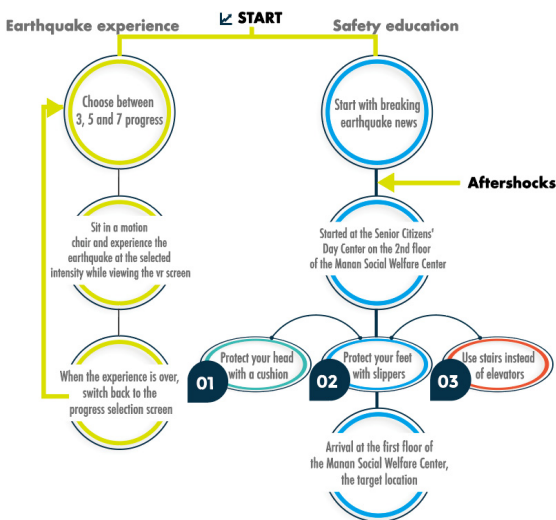 START
Earthquake experience
Safety education
Choose between
3, 5 and 7 progress
Start with breaking
earthquake news
Aftershocks
Sit in a motion
chair and experience the
earthquake at the selected
intensity while viewing the vr screen
Started at the Senior Citizens'
Day Center on the 2nd floor
of the Manan Social Welfare Center
When the experience is over,
switch back to the
progress selection screen
01
Protect your head
with a cushion
02
Protect your feet
with slippers
03
Use stairs instead
of elevators
Arrival at the first floor of
the Manan Social Welfare Center,
the target location